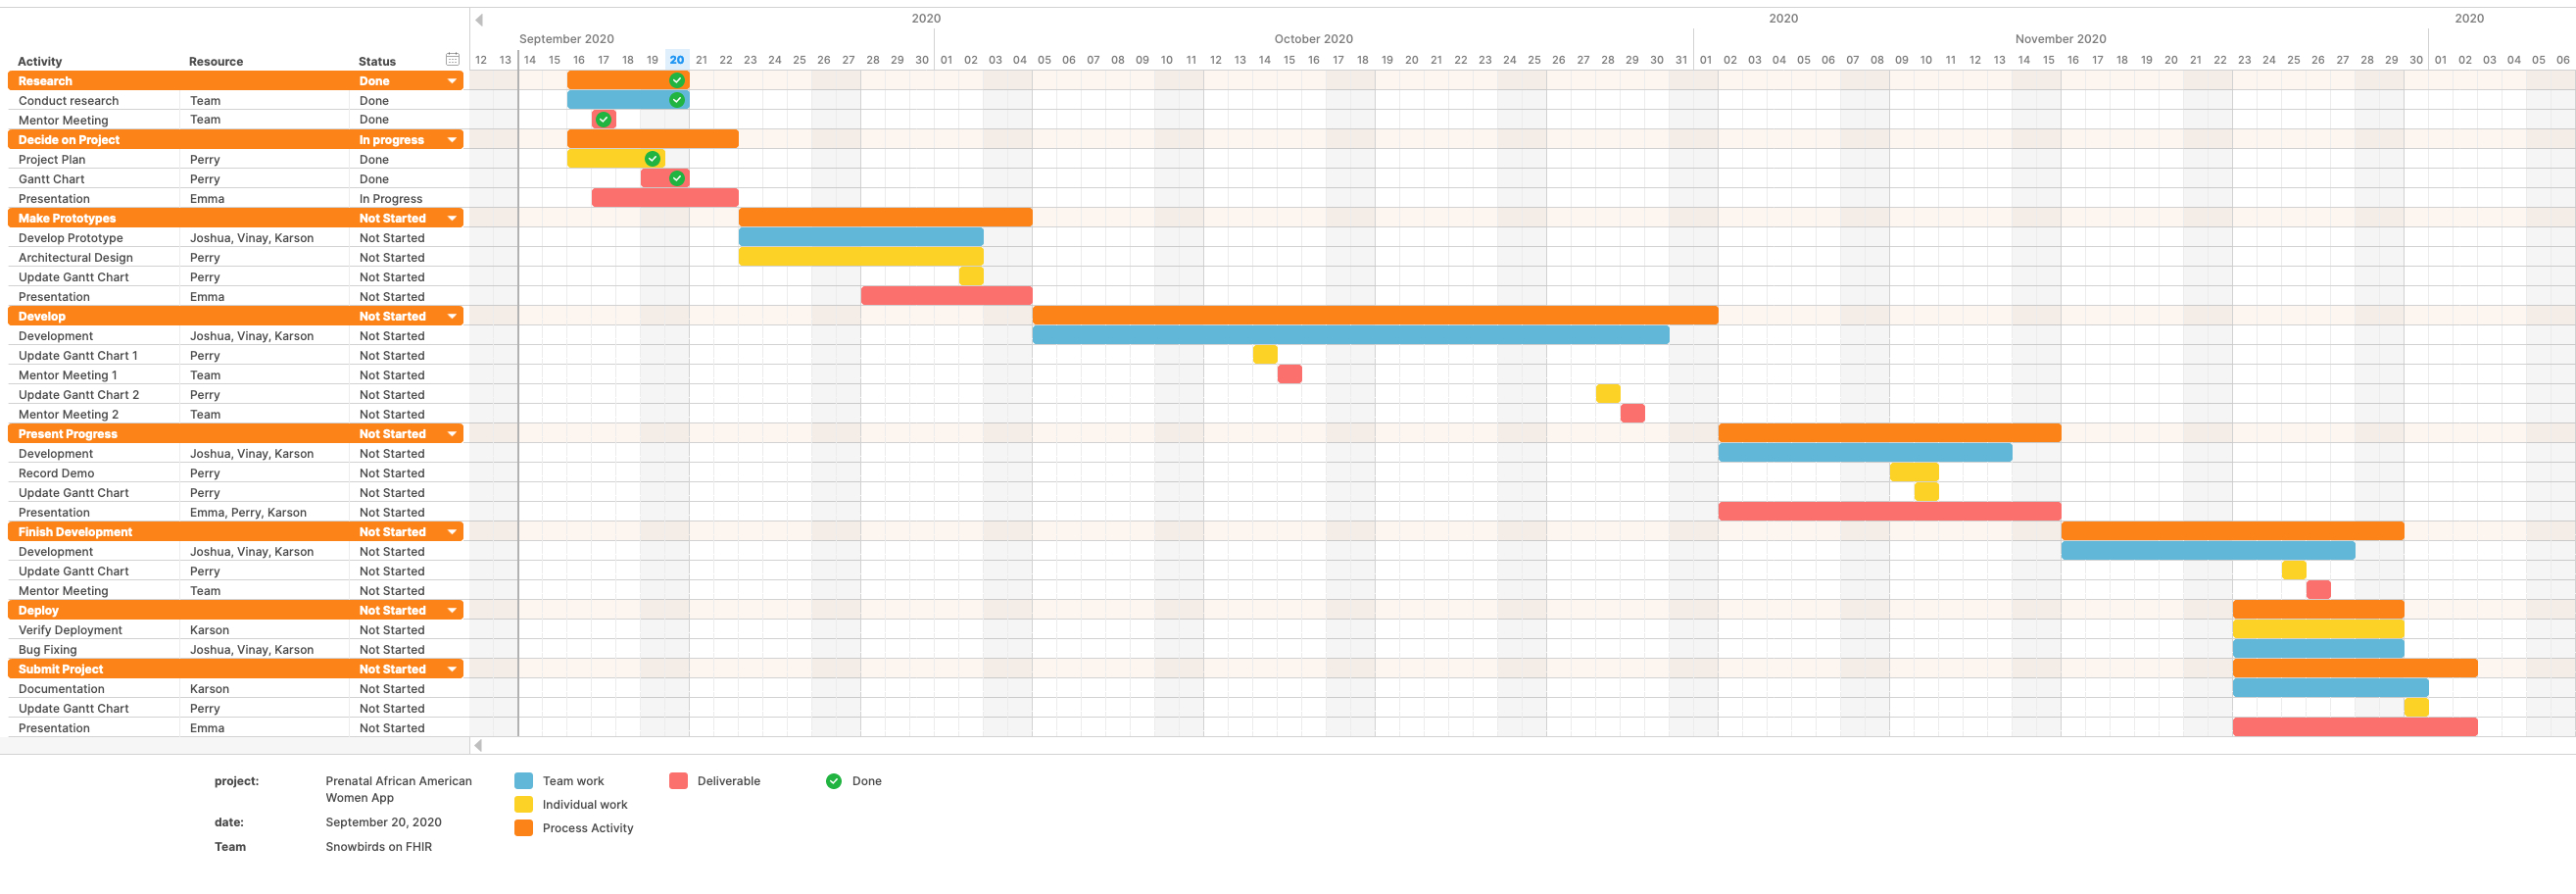 2020 2020 2020
September 2020 October 2020 November 2020
Activity Resource Status 12 13 14 15 16 17 18 19 20 21 22 23 24 25 26 27 28 29 30 01 02 03 04 05 06 07 08 09 10 11 12 13 14 15 16 17 18 19 20 21 22 23 24 25 26 27 28 29 30 31 01 02 03 04 05 06 07 08 09 10 11 12 13 14 15 16 17 18 19 20 21 22 23 24 25 26 27 28 29 30 01 02 03 04 05 06
Research Done
Conduct research Team Done
Mentor Meeting Team Done
Decide on Project In progress
Project Plan Perry Done
Gantt Chart Perry Done
Presentation Emma In Progress
Make Prototypes Not Started
Develop Prototype Joshua, Vinay, Karson Not Started
Architectural Design Perry Not Started
Update Gantt Chart Perry Not Started
Presentation Emma Not Started
Develop Not Started
Development Joshua, Vinay, Karson Not Started
Update Gantt Chart 1 Perry Not Started
Mentor Meeting 1 Team Not Started
Update Gantt Chart 2 Perry Not Started
Mentor Meeting 2 Team Not Started
Present Progress Not Started
Development Joshua, Vinay, Karson Not Started
Record Demo Perry Not Started
Update Gantt Chart Perry Not Started
Presentation Emma, Perry, Karson Not Started
Finish Development Not Started
Development Joshua, Vinay, Karson Not Started
Update Gantt Chart Perry Not Started
Mentor Meeting Team Not Started
Deploy Not Started
Verify Deployment Karson Not Started
Bug Fixing Joshua, Vinay, Karson Not Started
Submit Project Not Started
Documentation Karson Not Started
Update Gantt Chart Perry Not Started
Presentation Emma Not Started
project: Prenatal African American
Women App
date: September 20, 2020
Team Snowbirds on FHIR
Team work Deliverable Done
Individual work
Process Activity